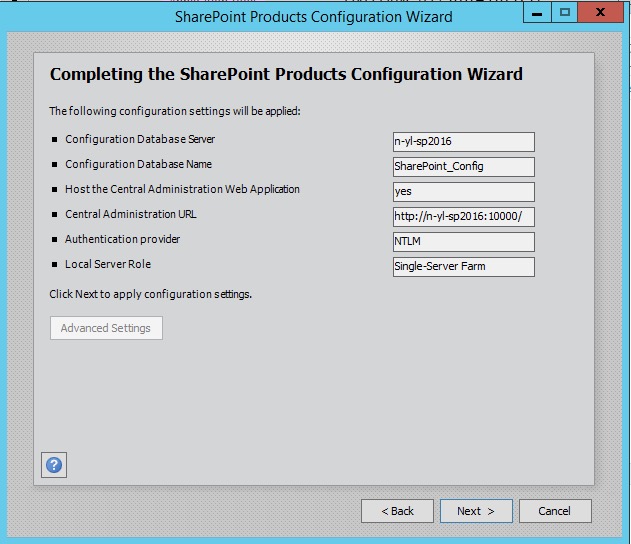 SharePoint Products Configuration Wizard
Completing the SharePoint Products Configuration Wizard
The following configuration settings will be applied:
Configuration Database Server n-yl-sp2016
Configuration Database Name SharePoint_Config
Host the Central Administration Web Application yes
Central Administration URL http://n-yl-sp2016:10000/
Authentication provider NTLM
Local Server Role Single-Server Farm
Click Next to apply configuration settings.
Advanced Settings
?
< Back Next > Cancel